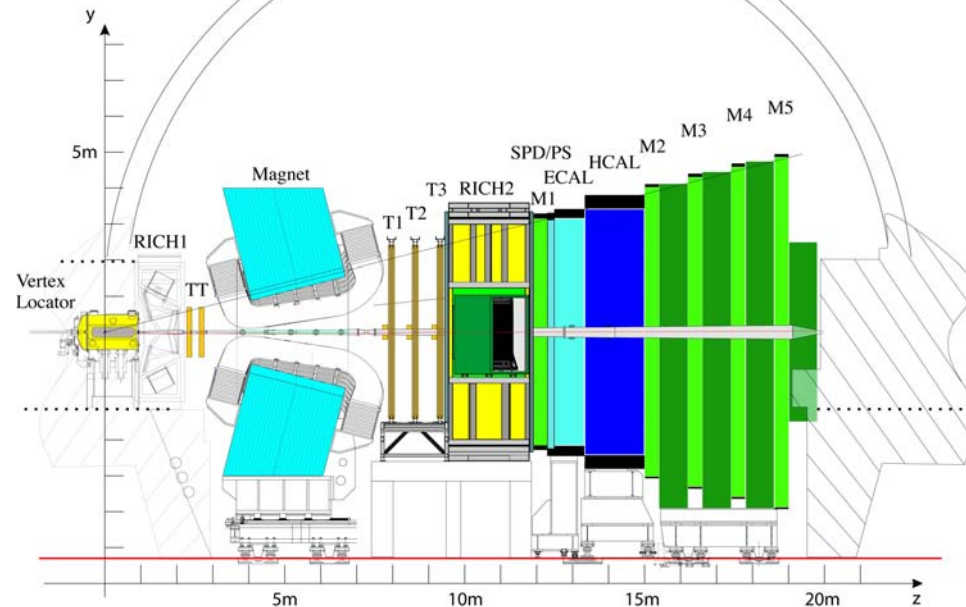 y
5m
Vertex
Locator
RICH1
TT
Magnet
T1
T2
T3
RICH2
SPD/PS
M1
ECAL
HCAL
M2
M3
M4
M5
5m
10m
15m
20m
z